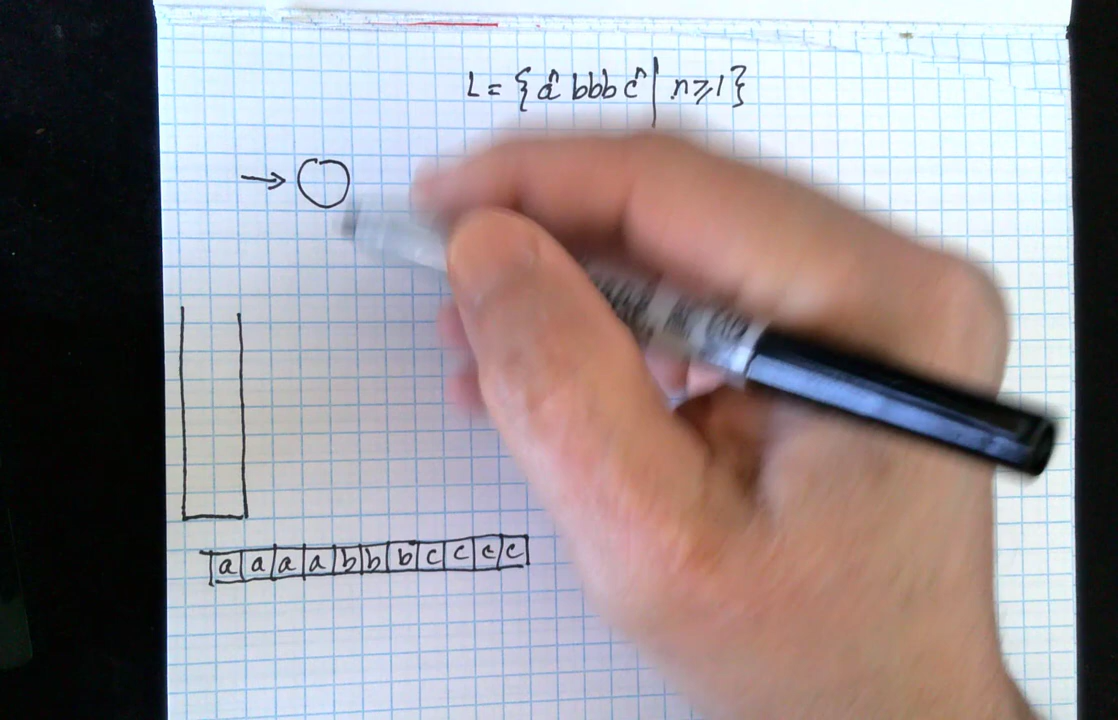 L = { aⁿ bbb cⁿ | n ≥ 1 }
a a a a b b b c c c c